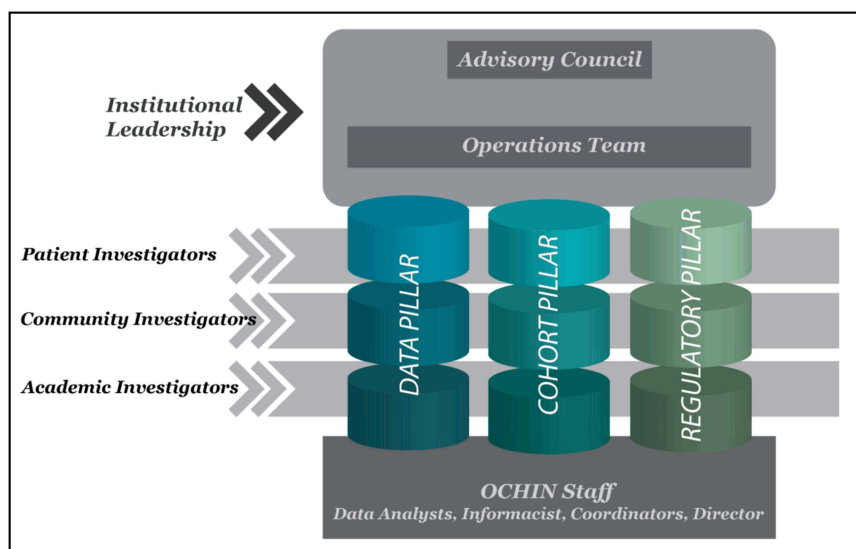 Advisory Council
Institutional
Leadership
Operations Team
Patient Investigators
Community Investigators
Academic Investigators
DATA PILLAR
COHORT PILLAR
REGULATORY PILLAR
OCHIN Staff
Data Analysts, Informacist, Coordinators, Director